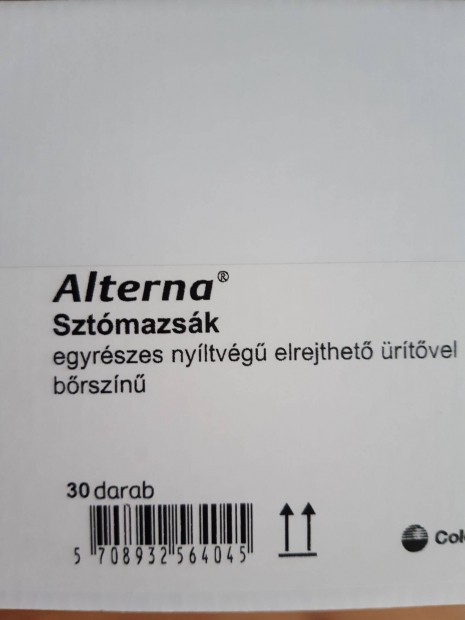 Alterna®
Sztómazsák
egyrészes nyíltvégű elrejthető ürítővel
bőrszínű
30 darab
5 708932 564045